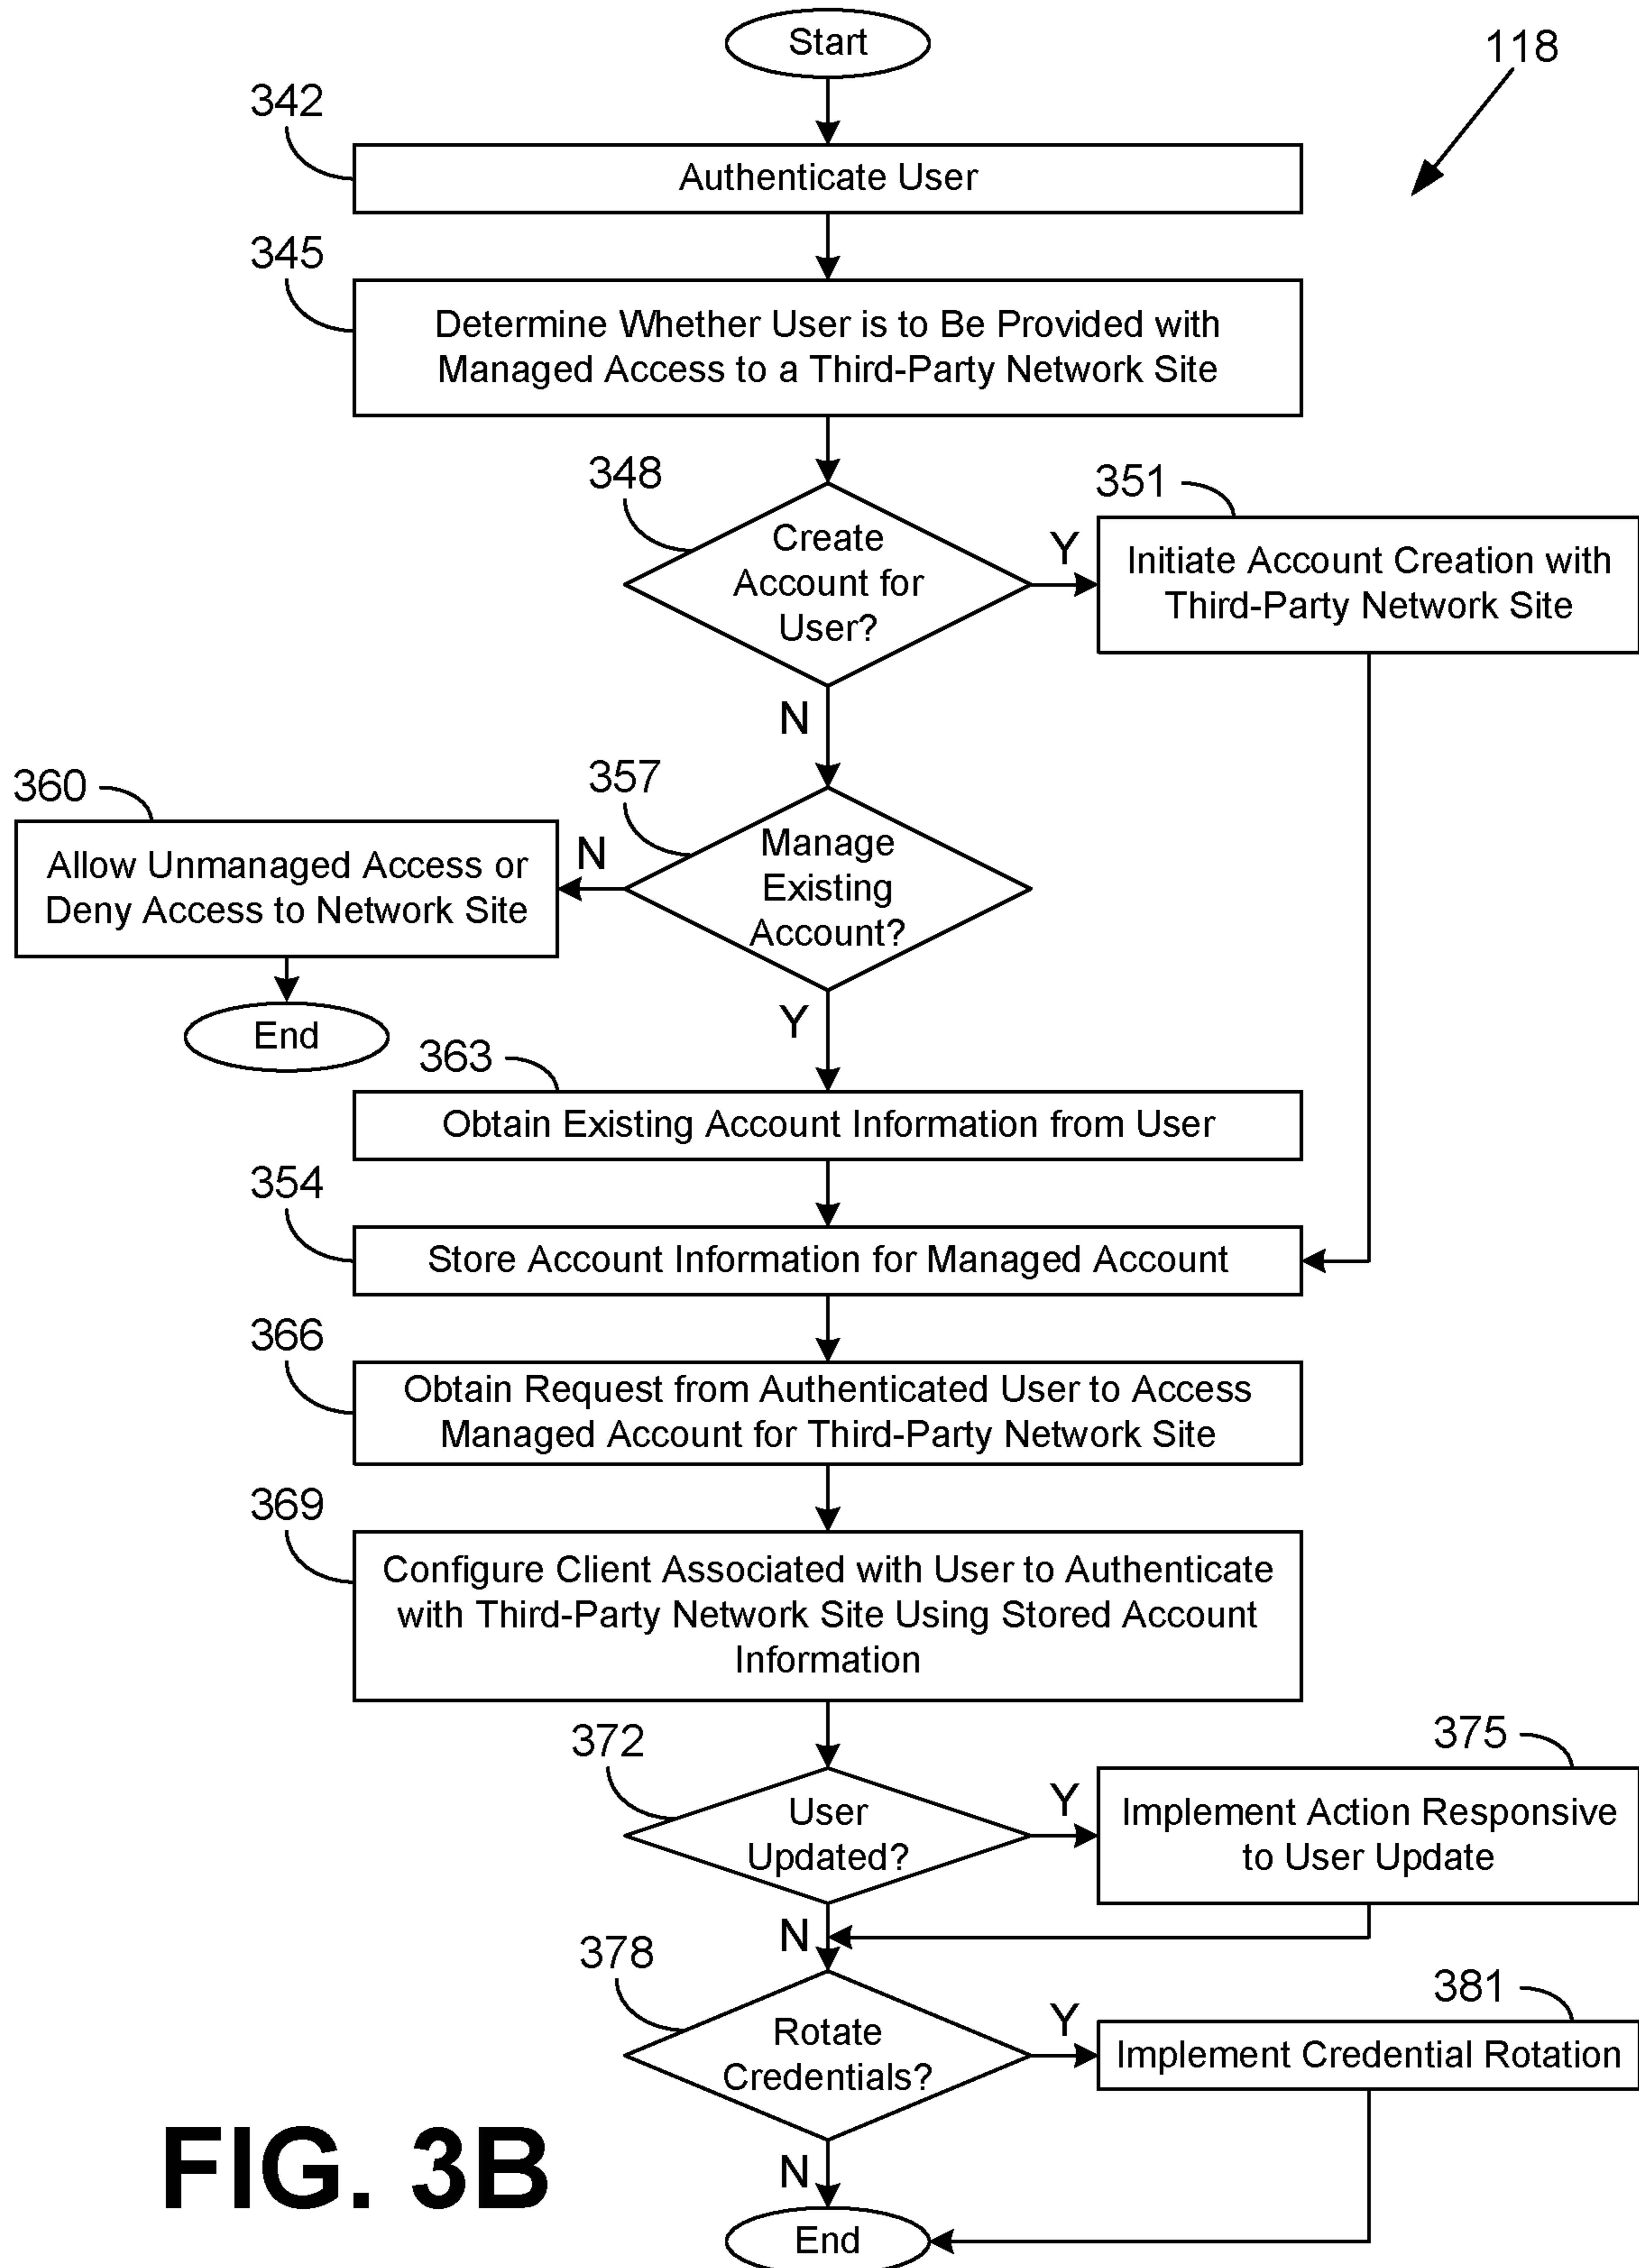 Start
118
342
Authenticate User
345
Determine Whether User is to Be Provided with
Managed Access to a Third-Party Network Site
348
351
Create
Account for
User?
Y
Initiate Account Creation with
Third-Party Network Site
N
360
357
Allow Unmanaged Access or
Deny Access to Network Site
N
Manage
Existing
Account?
End
Y
363
Obtain Existing Account Information from User
354
Store Account Information for Managed Account
366
Obtain Request from Authenticated User to Access
Managed Account for Third-Party Network Site
369
Configure Client Associated with User to Authenticate
with Third-Party Network Site Using Stored Account
Information
372
375
User
Updated?
Y
Implement Action Responsive
to User Update
N
378
381
Rotate
Credentials?
Y
Implement Credential Rotation
N
End
FIG. 3B